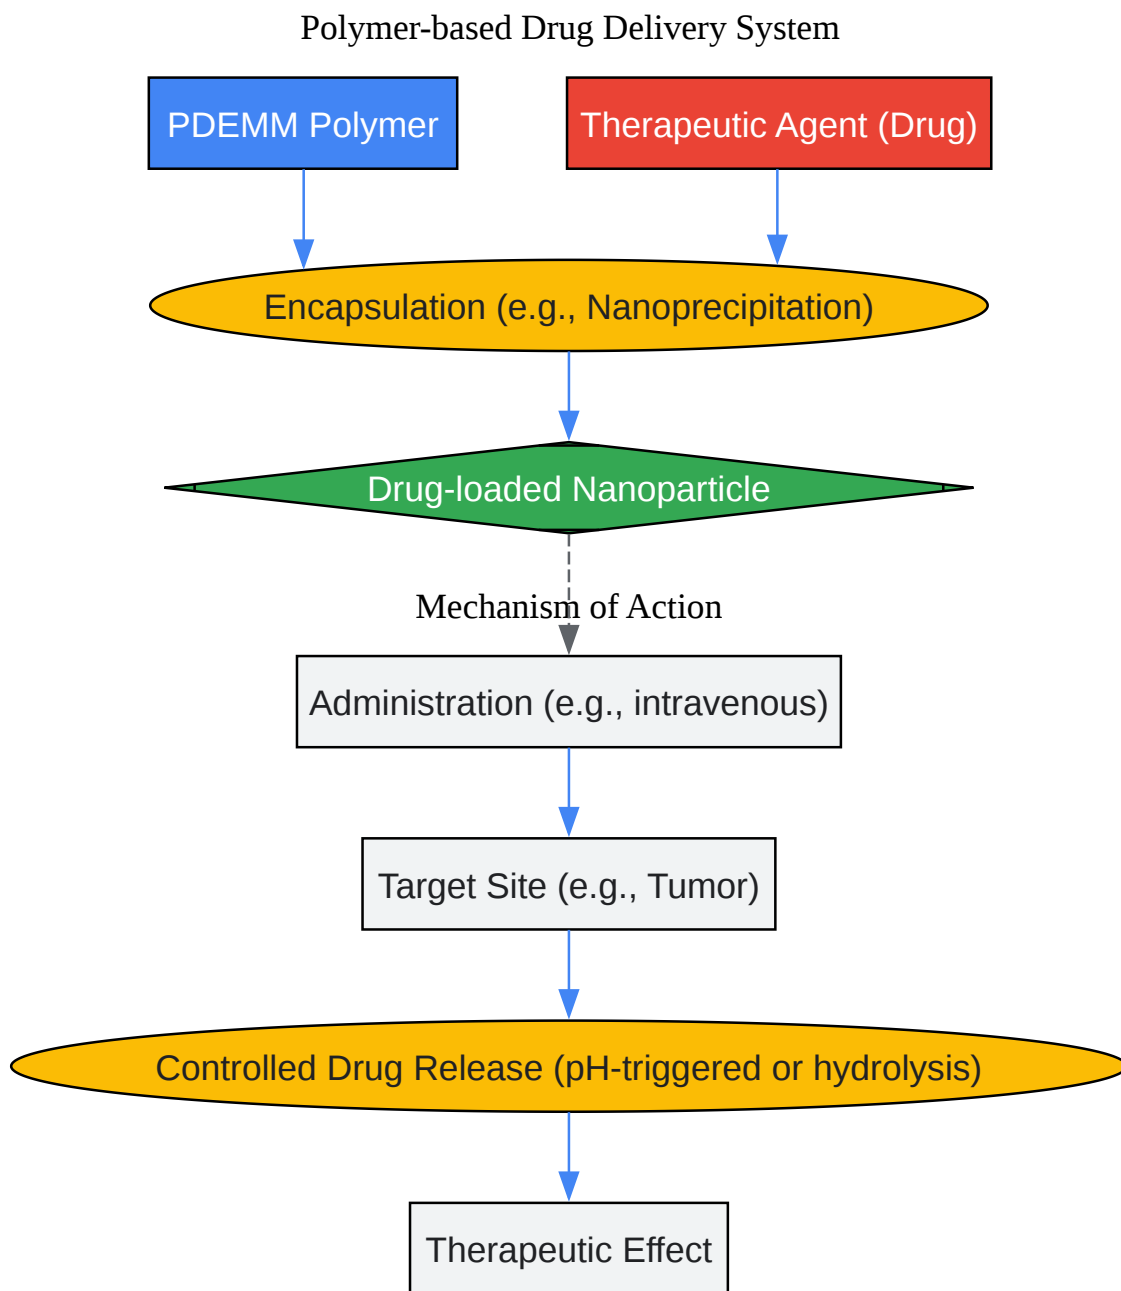 Polymer-based Drug Delivery System
PDEMM Polymer
Therapeutic Agent (Drug)
Encapsulation (e.g., Nanoprecipitation)
Drug-loaded Nanoparticle
Mechanism of Action
Administration (e.g., intravenous)
Target Site (e.g., Tumor)
Controlled Drug Release (pH-triggered or hydrolysis)
Therapeutic Effect